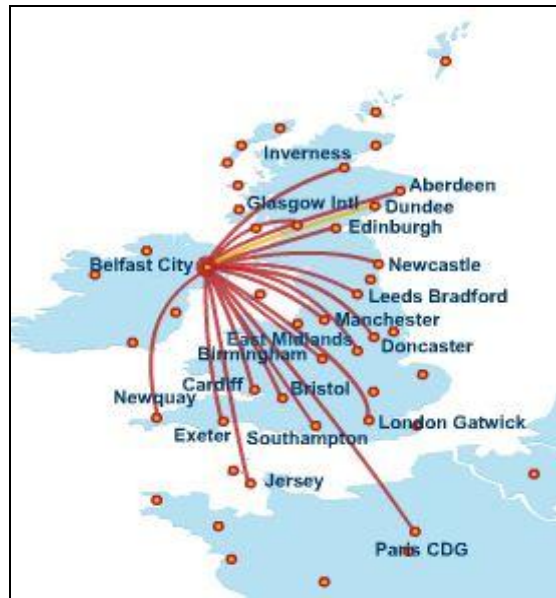 Inverness
Aberdeen
Glasgow Intl
Dundee
Edinburgh
Belfast City
Newcastle
Leeds Bradford
Manchester
East Midlands
Doncaster
Birmingham
Cardiff
Bristol
Newquay
London Gatwick
Exeter
Southampton
Jersey
Paris CDG